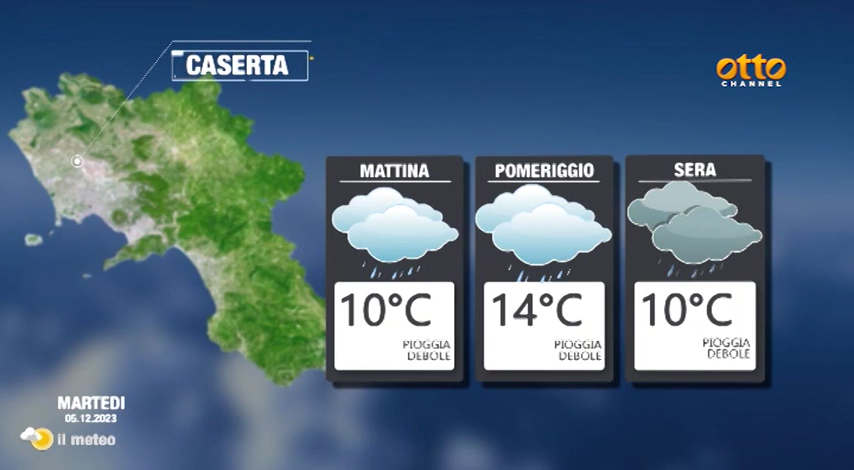 CASERTA
otto
CHANNEL
MATTINA
POMERIGGIO
SERA
10°C
PIOGGIA
DEBOLE
14°C
PIOGGIA
DEBOLE
10°C
PIOGGIA
DEBOLE
MARTEDI
05.12.2023
il meteo